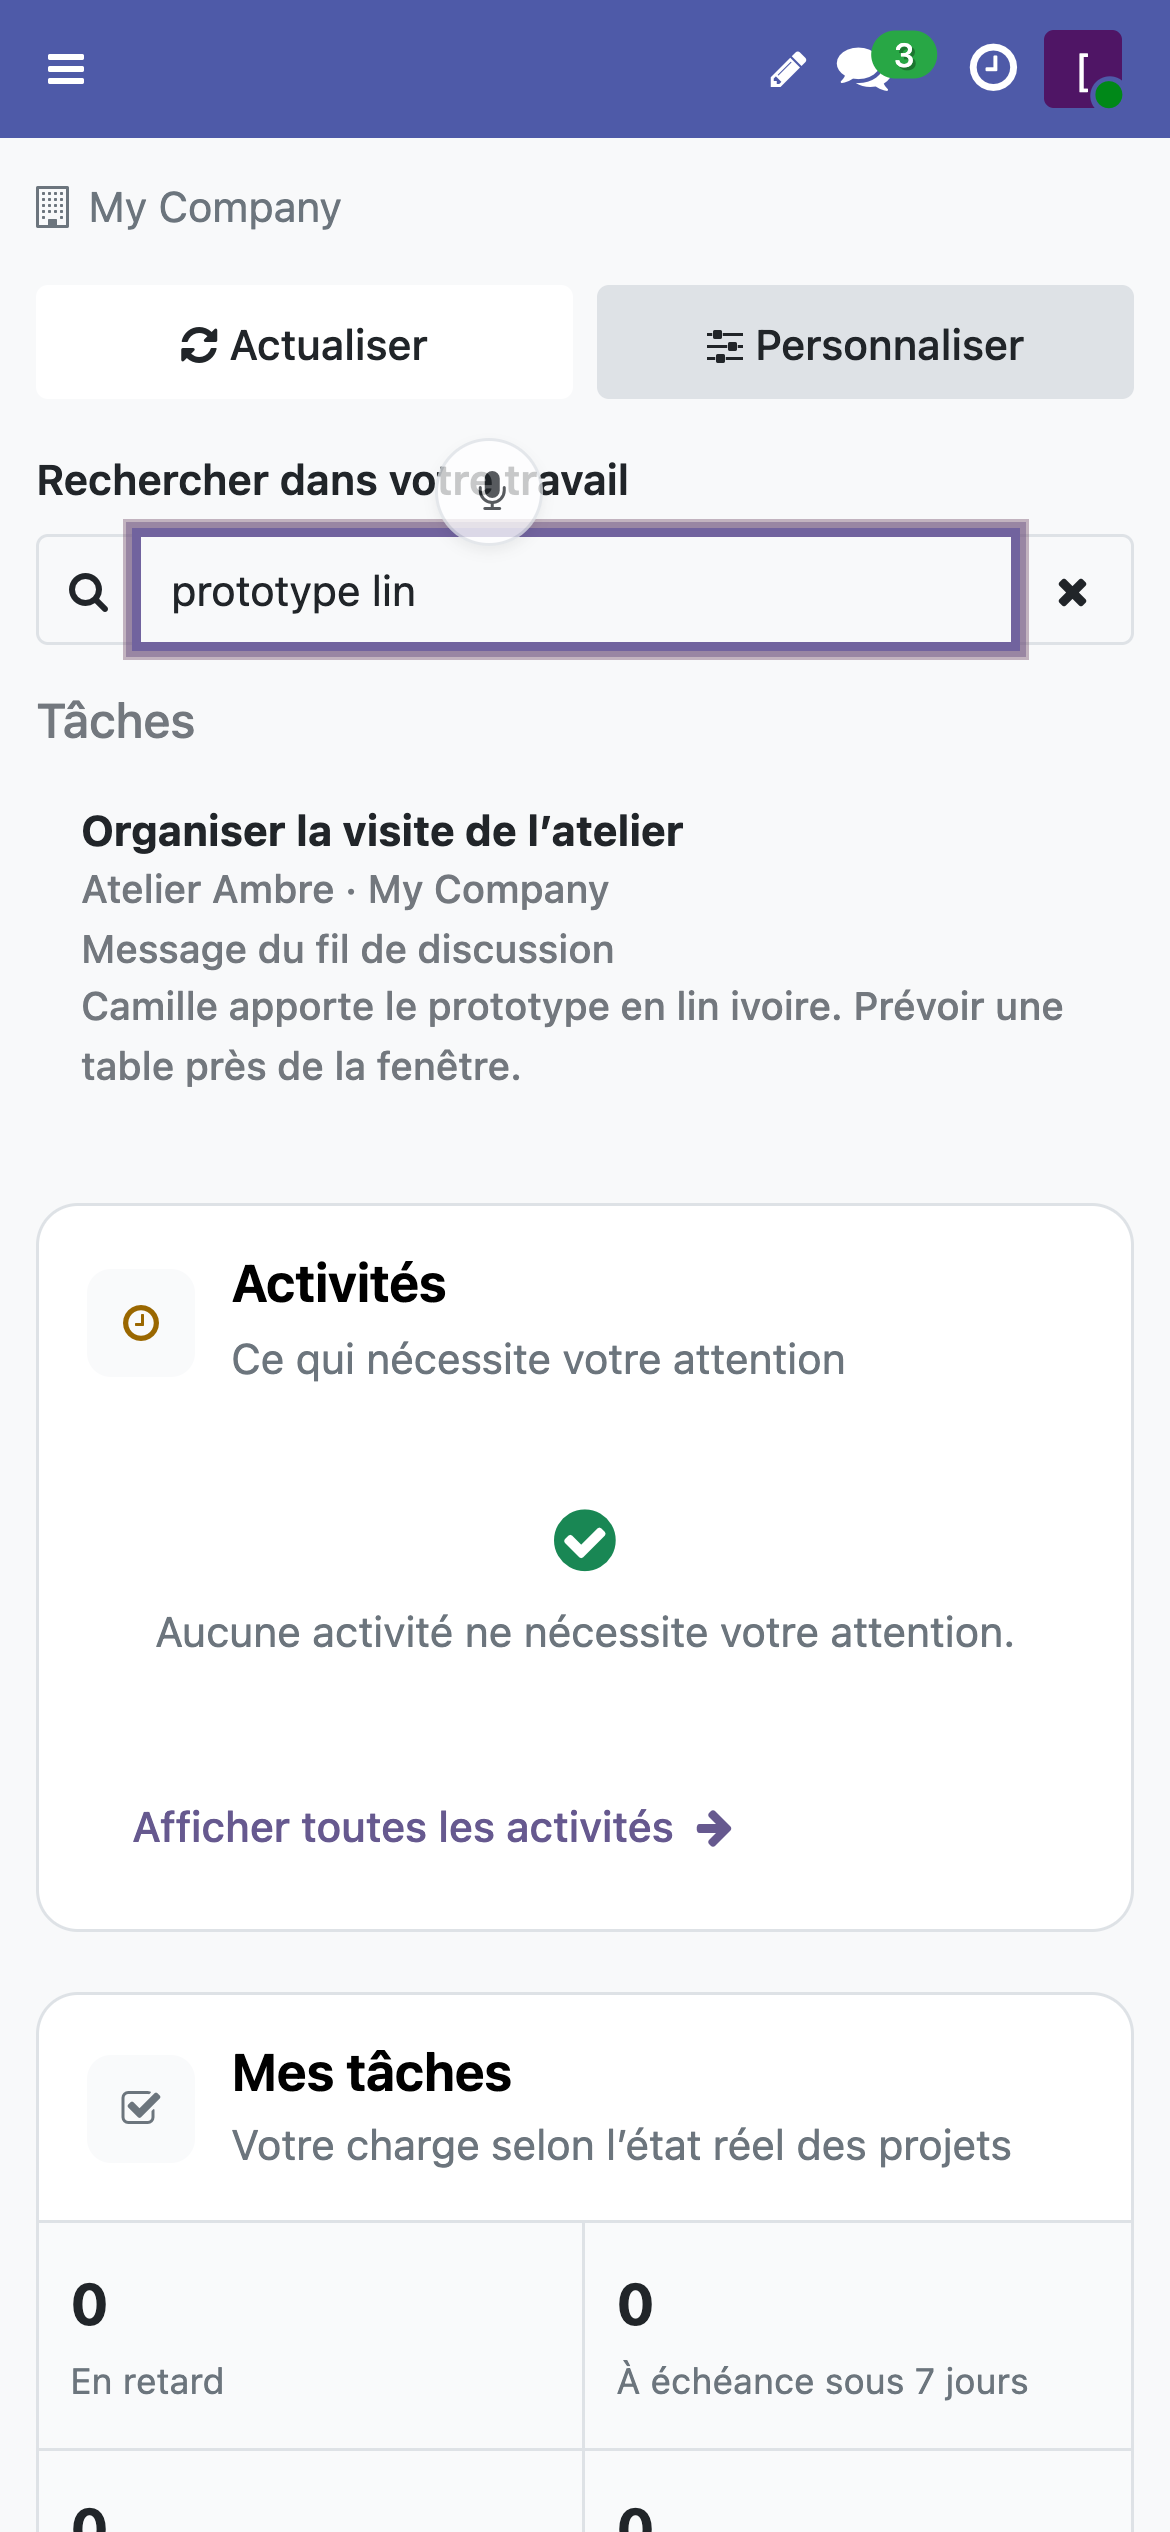 3
[
My Company
Actualiser
Personnaliser
Rechercher dans votre travail
prototype lin
Tâches
Organiser la visite de l’atelier
Atelier Ambre · My Company
Message du fil de discussion
Camille apporte le prototype en lin ivoire. Prévoir une
table près de la fenêtre.
Activités
Ce qui nécessite votre attention
Aucune activité ne nécessite votre attention.
Afficher toutes les activités
Mes tâches
Votre charge selon l’état réel des projets
0
En retard
0
À échéance sous 7 jours
0
0